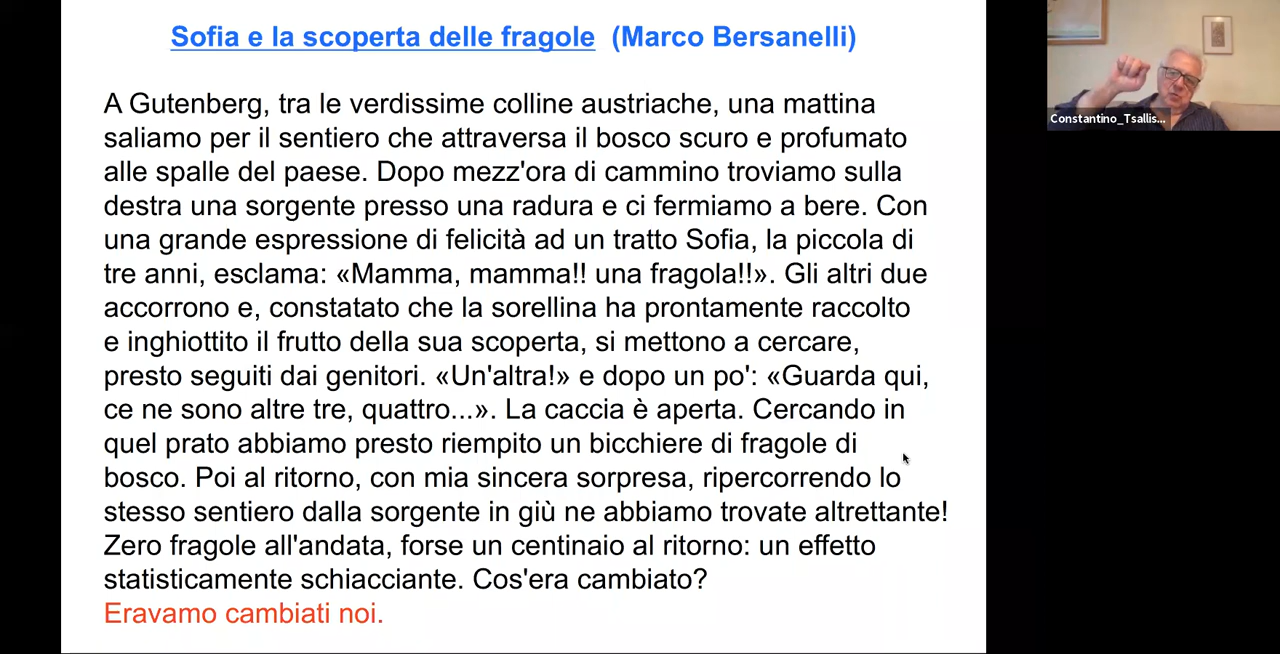 Sofia e la scoperta delle fragole (Marco Bersanelli)
A Gutenberg, tra le verdissime colline austriache, una mattina
saliamo per il sentiero che attraversa il bosco scuro e profumato
alle spalle del paese. Dopo mezz'ora di cammino troviamo sulla
destra una sorgente presso una radura e ci fermiamo a bere. Con
una grande espressione di felicità ad un tratto Sofia, la piccola di
tre anni, esclama: «Mamma, mamma!! una fragola!!». Gli altri due
accorrono e, constatato che la sorellina ha prontamente raccolto
e inghiottito il frutto della sua scoperta, si mettono a cercare,
presto seguiti dai genitori. «Un'altra!» e dopo un po': «Guarda qui,
ce ne sono altre tre, quattro...». La caccia è aperta. Cercando in
quel prato abbiamo presto riempito un bicchiere di fragole di
bosco. Poi al ritorno, con mia sincera sorpresa, ripercorrendo lo
stesso sentiero dalla sorgente in giù ne abbiamo trovate altrettante!
Zero fragole all'andata, forse un centinaio al ritorno: un effetto
statisticamente schiacciante. Cos'era cambiato?
Eravamo cambiati noi.
Constantino_Tsallis...